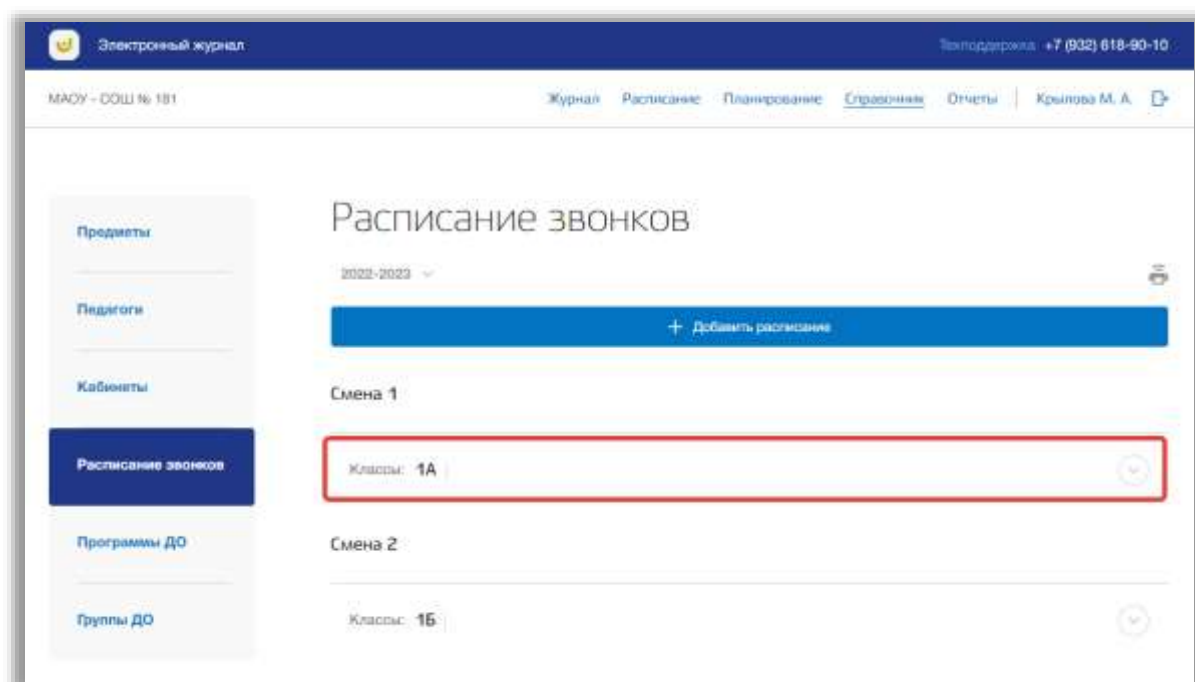 Электронный журнал
Техподдержка +7 (932) 618-90-10
МАОУ - СОШ № 181
Журнал Расписание Планирование Справочник Отчеты Крылова М. А.
Предметы
Педагоги
Кабинеты
Расписание звонков
Программы ДО
Группы ДО
Расписание звонков
2022-2023
+ Добавить расписание
Смена 1
Классы: 1А
Смена 2
Классы: 1Б